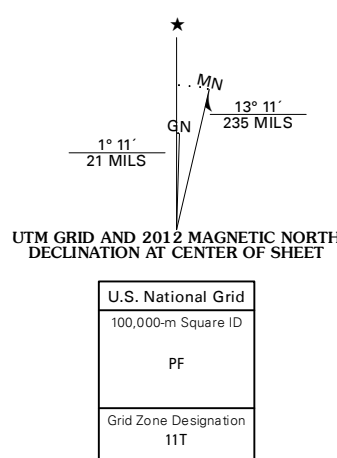 ★
MN
GN
13° 11´
235 MILS
1° 11´
21 MILS
UTM GRID AND 2012 MAGNETIC NORTH
DECLINATION AT CENTER OF SHEET
U.S. National Grid
100,000-m Square ID
PF
Grid Zone Designation
11T